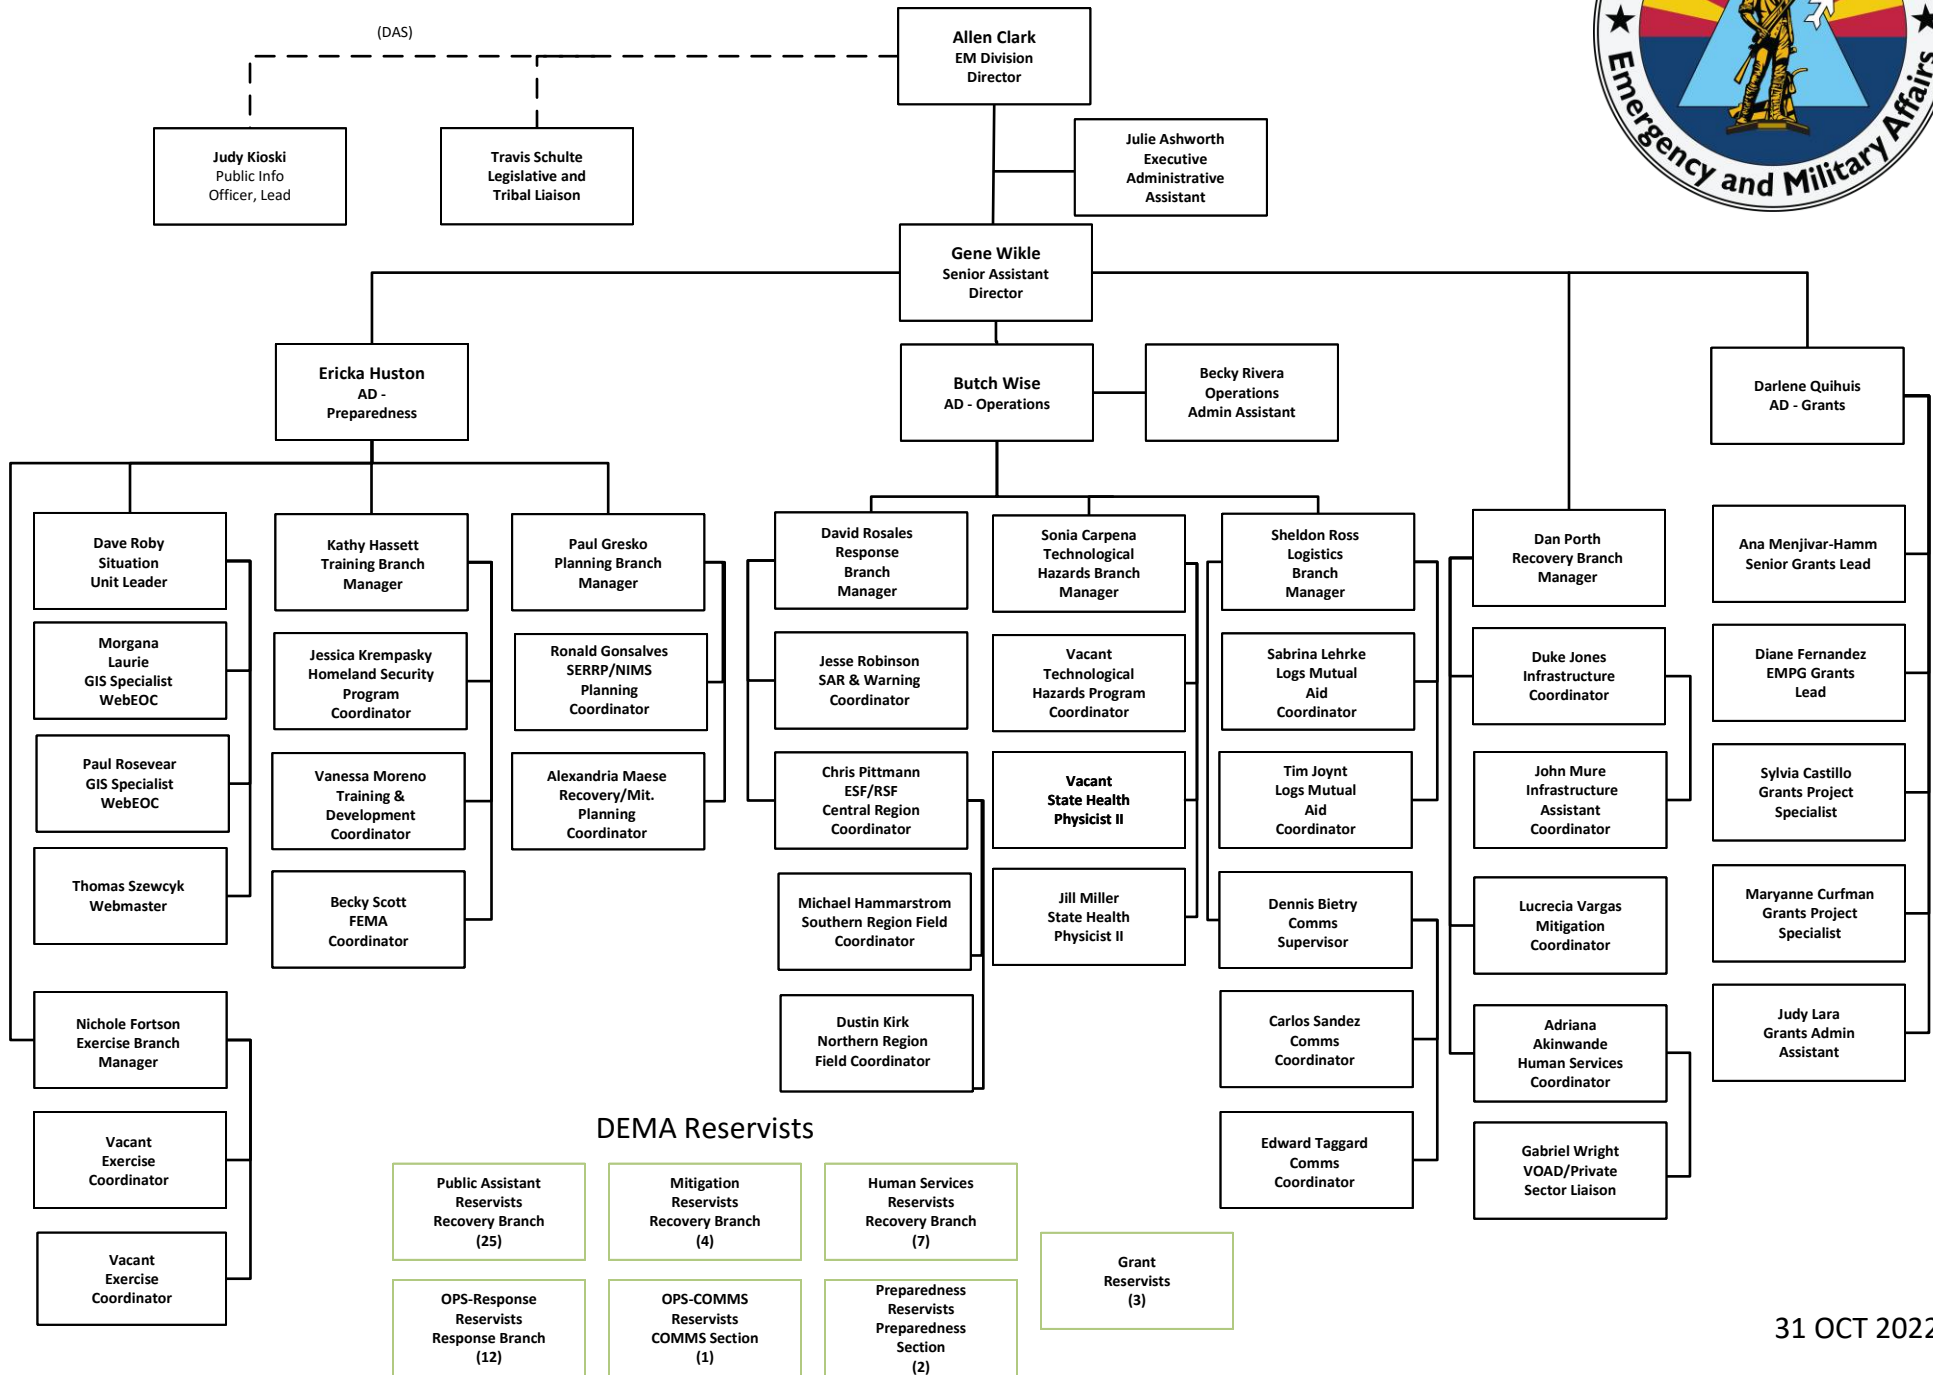 (DAS)
Allen Clark
EM Division
Director
Emergency and Military Affairs
Judy Kioski
Public Info
Officer, Lead
Travis Schulte
Legislative and
Tribal Liaison
Julie Ashworth
Executive
Administrative
Assistant
Gene Wikle
Senior Assistant
Director
Ericka Huston
AD -
Preparedness
Butch Wise
AD - Operations
Becky Rivera
Operations
Admin Assistant
Darlene Quihuis
AD - Grants
Dave Roby
Situation
Unit Leader
Kathy Hassett
Training Branch
Manager
Paul Gresko
Planning Branch
Manager
David Rosales
Response
Branch
Manager
Sonia Carpena
Technological
Hazards Branch
Manager
Sheldon Ross
Logistics
Branch
Manager
Dan Porth
Recovery Branch
Manager
Ana Menjivar-Hamm
Senior Grants Lead
Morgana
Laurie
GIS Specialist
WebEOC
Jessica Krempasky
Homeland Security
Program
Coordinator
Ronald Gonsalves
SERRP/NIMS
Planning
Coordinator
Jesse Robinson
SAR & Warning
Coordinator
Vacant
Technological
Hazards Program
Coordinator
Sabrina Lehrke
Logs Mutual
Aid
Coordinator
Duke Jones
Infrastructure
Coordinator
Diane Fernandez
EMPG Grants
Lead
Paul Rosevear
GIS Specialist
WebEOC
Vanessa Moreno
Training &
Development
Coordinator
Alexandria Maese
Recovery/Mit.
Planning
Coordinator
Chris Pittmann
ESF/RSF
Central Region
Coordinator
Vacant
State Health
Physicist II
Tim Joynt
Logs Mutual
Aid
Coordinator
John Mure
Infrastructure
Assistant
Coordinator
Sylvia Castillo
Grants Project
Specialist
Thomas Szewcyk
Webmaster
Becky Scott
FEMA
Coordinator
Michael Hammarstrom
Southern Region Field
Coordinator
Jill Miller
State Health
Physicist II
Dennis Bietry
Comms
Supervisor
Lucrecia Vargas
Mitigation
Coordinator
Maryanne Curfman
Grants Project
Specialist
Nichole Fortson
Exercise Branch
Manager
Dustin Kirk
Northern Region
Field Coordinator
Carlos Sandez
Comms
Coordinator
Adriana
Akinwande
Human Services
Coordinator
Judy Lara
Grants Admin
Assistant
Vacant
Exercise
Coordinator
Edward Taggard
Comms
Coordinator
Gabriel Wright
VOAD/Private
Sector Liaison
Vacant
Exercise
Coordinator
DEMA Reservists
Public Assistant
Reservists
Recovery Branch
(25)
Mitigation
Reservists
Recovery Branch
(4)
Human Services
Reservists
Recovery Branch
(7)
Grant
Reservists
(3)
OPS-Response
Reservists
Response Branch
(12)
OPS-COMMS
Reservists
COMMS Section
(1)
Preparedness
Reservists
Preparedness
Section
(2)
31 OCT 2022